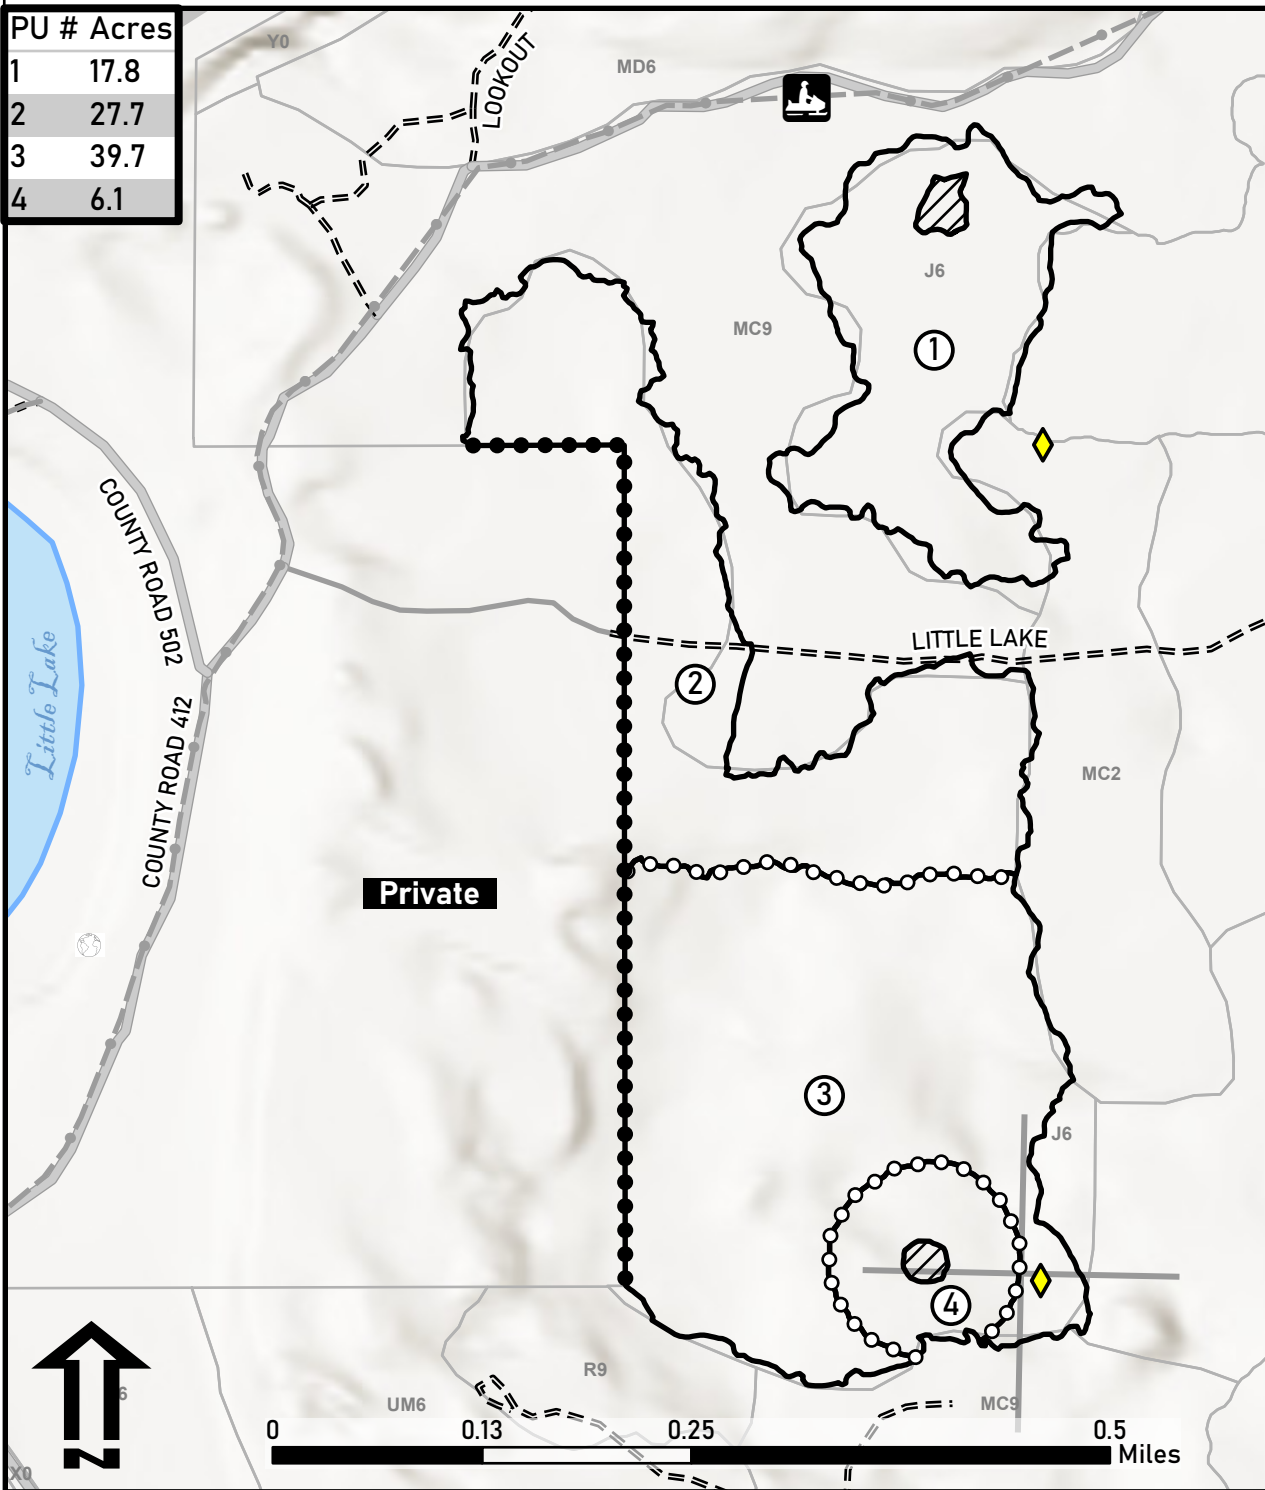 PU # Acres
1 17.8
2 27.7
3 39.7
4 6.1
Y0
MD6
LOOKOUT
J6
MC9
1
COUNTY ROAD 502
LITTLE LAKE
2
Little Lake
COUNTY ROAD 412
MC2
Private
3
J6
4
R9
UM6
MC9
6
N
0 0.13 0.25 0.5
Miles
X0